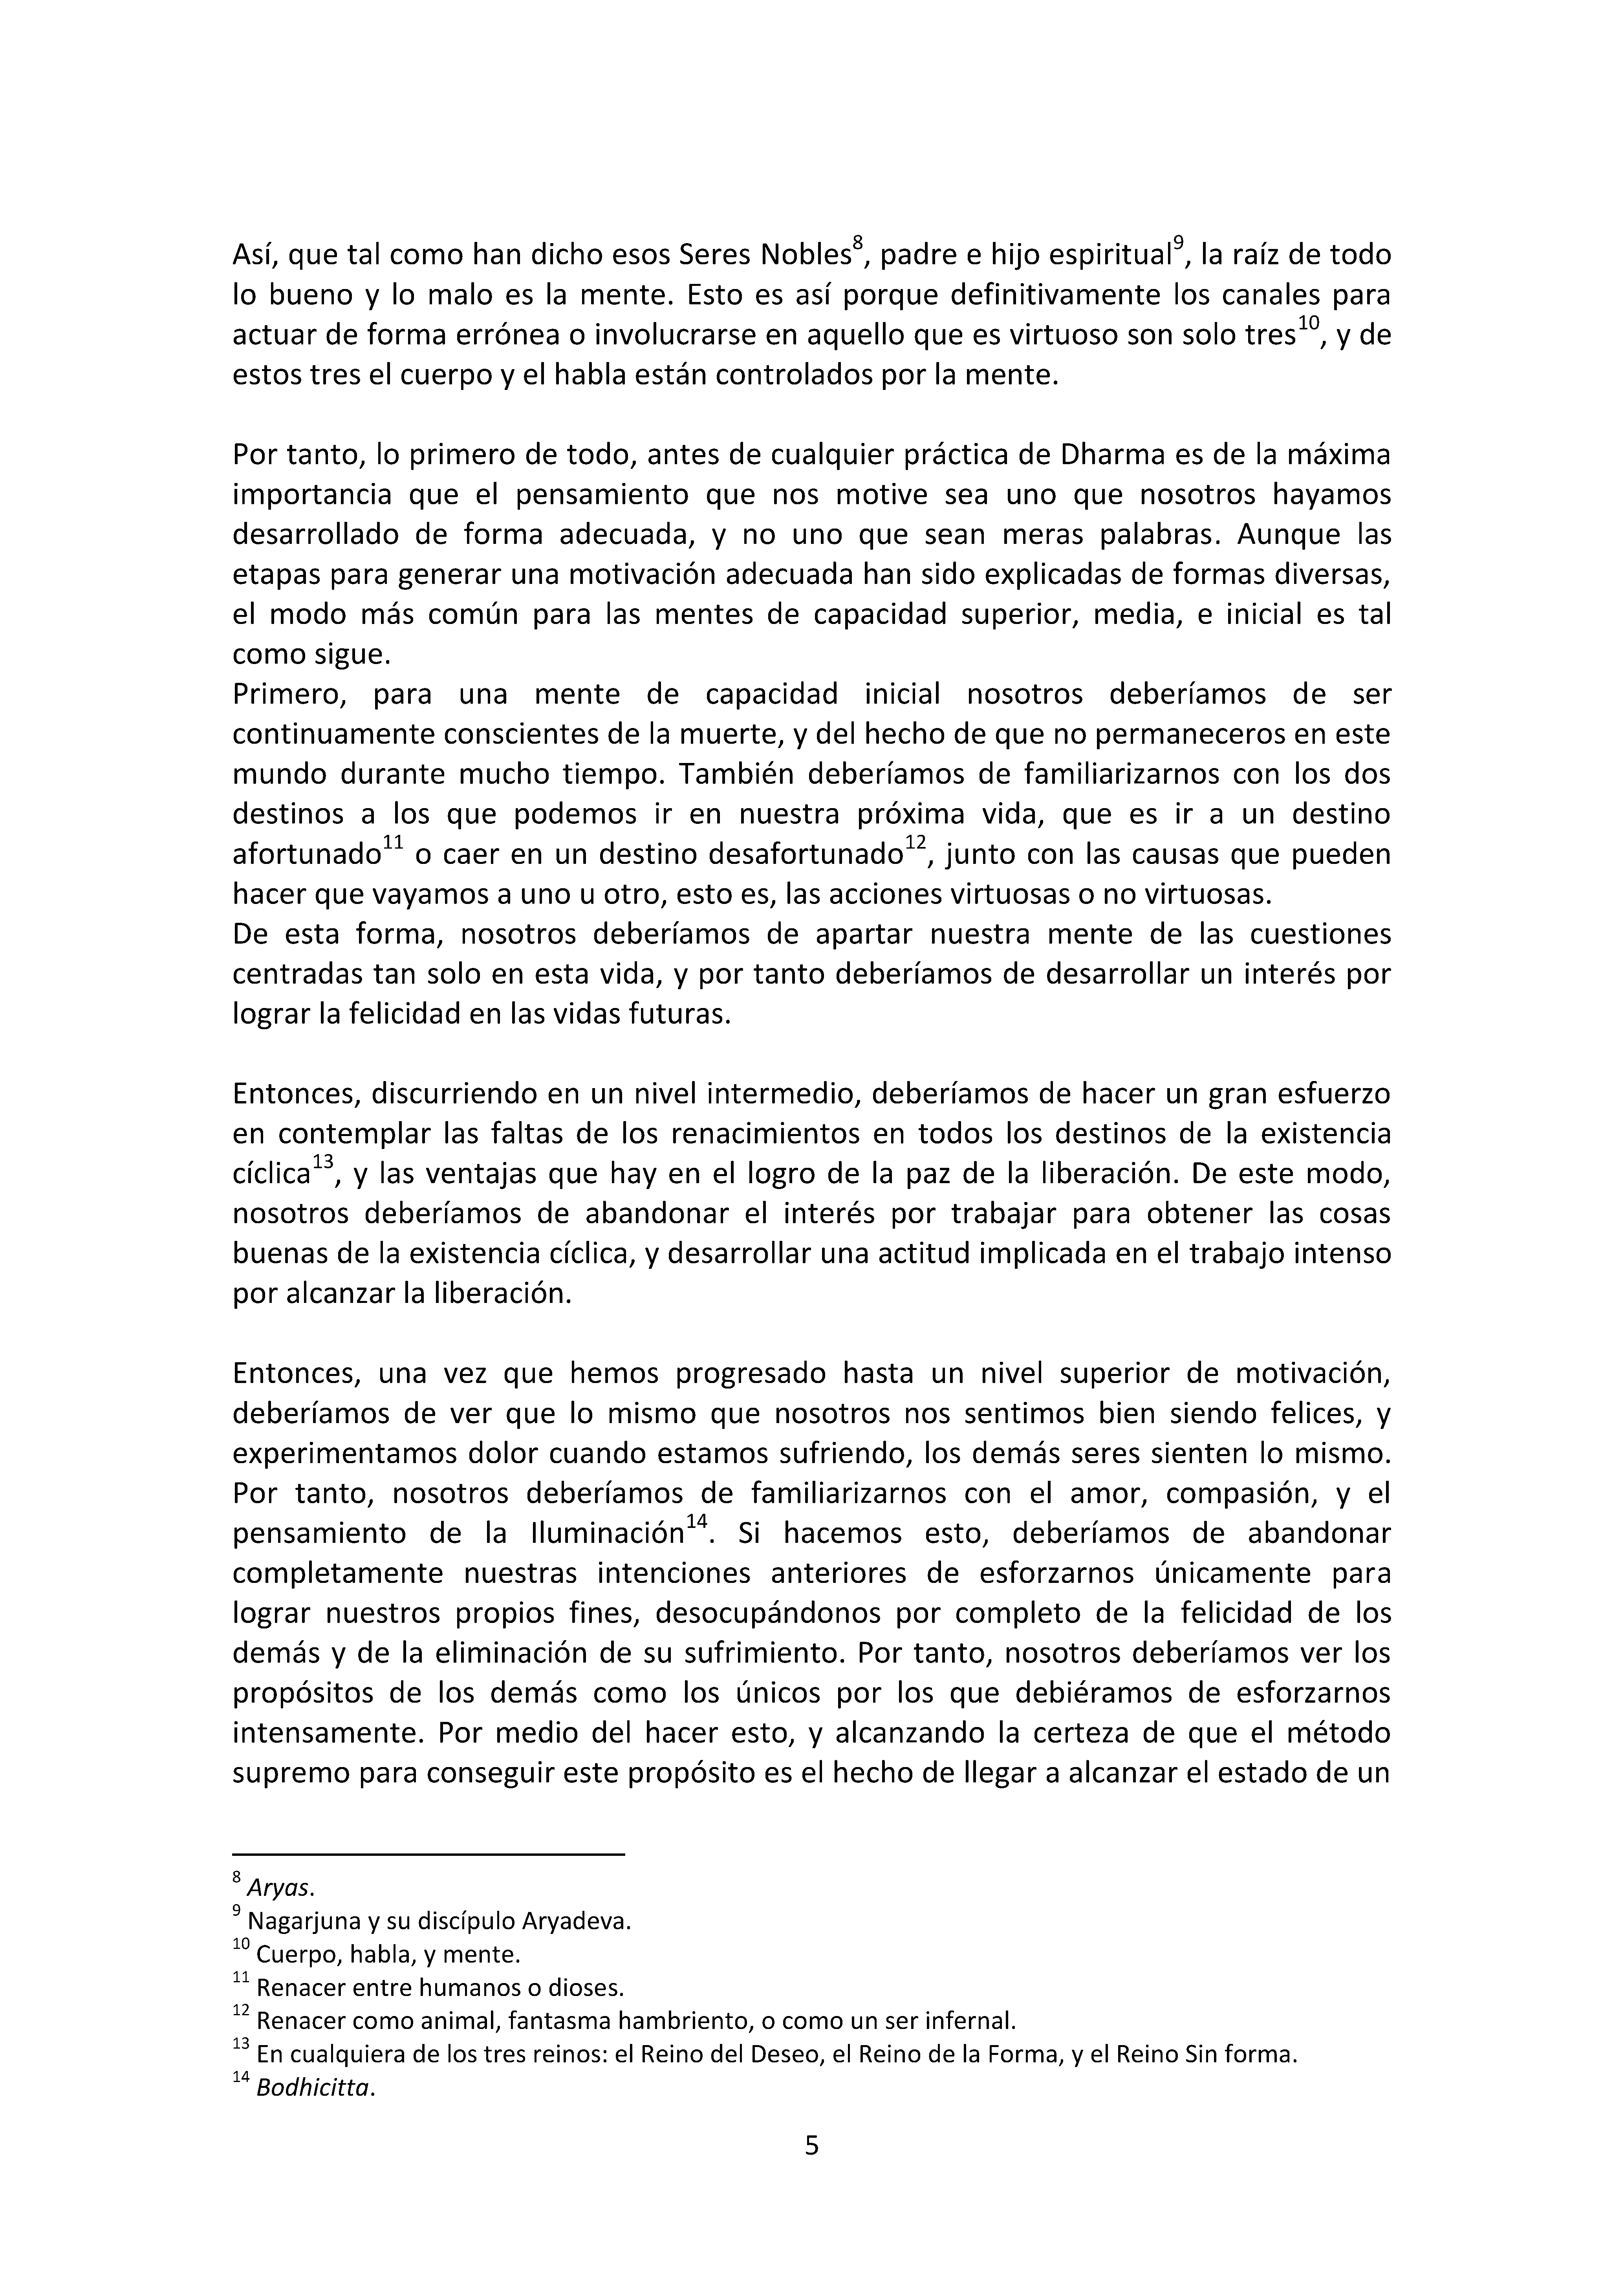 Así, que tal como han dicho esos Seres Nobles8, padre e hijo espiritual9, la raíz de todo
lo bueno y lo malo es la mente. Esto es así porque definitivamente los canales para
actuar de forma errónea o involucrarse en aquello que es virtuoso son solo tres10, y de
estos tres el cuerpo y el habla están controlados por la mente.
Por tanto, lo primero de todo, antes de cualquier práctica de Dharma es de la máxima
importancia que el pensamiento que nos motive sea uno que nosotros hayamos
desarrollado de forma adecuada, y no uno que sean meras palabras. Aunque las
etapas para generar una motivación adecuada han sido explicadas de formas diversas,
el modo más común para las mentes de capacidad superior, media, e inicial es tal
como sigue.
Primero, para una mente de capacidad inicial nosotros deberíamos de ser
continuamente conscientes de la muerte, y del hecho de que no permaneceros en este
mundo durante mucho tiempo. También deberíamos de familiarizarnos con los dos
destinos a los que podemos ir en nuestra próxima vida, que es ir a un destino
afortunado11 o caer en un destino desafortunado12, junto con las causas que pueden
hacer que vayamos a uno u otro, esto es, las acciones virtuosas o no virtuosas.
De esta forma, nosotros deberíamos de apartar nuestra mente de las cuestiones
centradas tan solo en esta vida, y por tanto deberíamos de desarrollar un interés por
lograr la felicidad en las vidas futuras.
Entonces, discurriendo en un nivel intermedio, deberíamos de hacer un gran esfuerzo
en contemplar las faltas de los renacimientos en todos los destinos de la existencia
cíclica13, y las ventajas que hay en el logro de la paz de la liberación. De este modo,
nosotros deberíamos de abandonar el interés por trabajar para obtener las cosas
buenas de la existencia cíclica, y desarrollar una actitud implicada en el trabajo intenso
por alcanzar la liberación.
Entonces, una vez que hemos progresado hasta un nivel superior de motivación,
deberíamos de ver que lo mismo que nosotros nos sentimos bien siendo felices, y
experimentamos dolor cuando estamos sufriendo, los demás seres sienten lo mismo.
Por tanto, nosotros deberíamos de familiarizarnos con el amor, compasión, y el
pensamiento de la Iluminación14. Si hacemos esto, deberíamos de abandonar
completamente nuestras intenciones anteriores de esforzarnos únicamente para
lograr nuestros propios fines, desocupándonos por completo de la felicidad de los
demás y de la eliminación de su sufrimiento. Por tanto, nosotros deberíamos ver los
propósitos de los demás como los únicos por los que debiéramos de esforzarnos
intensamente. Por medio del hacer esto, y alcanzando la certeza de que el método
supremo para conseguir este propósito es el hecho de llegar a alcanzar el estado de un
8 Aryas.
9 Nagarjuna y su discípulo Aryadeva.
10 Cuerpo, habla, y mente.
11 Renacer entre humanos o dioses.
12 Renacer como animal, fantasma hambriento, o como un ser infernal.
13 En cualquiera de los tres reinos: el Reino del Deseo, el Reino de la Forma, y el Reino Sin forma.
14 Bodhicitta.
5